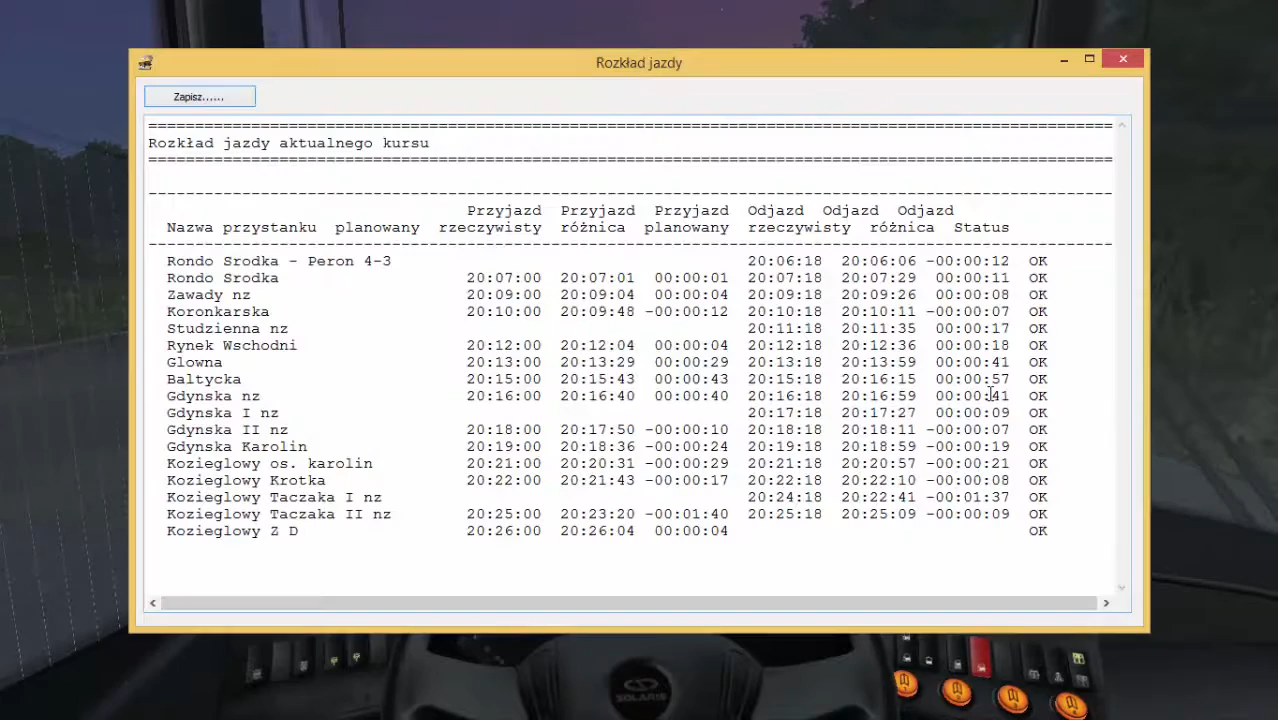 Rozkład jazdy
Zapisz......
Rozkład jazdy aktualnego kursu
Przyjazd Przyjazd Przyjazd Odjazd Odjazd Odjazd
Nazwa przystanku planowany rzeczywisty różnica planowany rzeczywisty różnica Status
Rondo Srodka - Peron 4-3 20:06:18 20:06:06 -00:00:12 OK
Rondo Srodka 20:07:00 20:07:01 00:00:01 20:07:18 20:07:29 00:00:11 OK
Zawady nz 20:09:00 20:09:04 00:00:04 20:09:18 20:09:26 00:00:08 OK
Koronkarska 20:10:00 20:09:48 -00:00:12 20:10:18 20:10:11 -00:00:07 OK
Studzienna nz 20:11:18 20:11:35 00:00:17 OK
Rynek Wschodni 20:12:00 20:12:04 00:00:04 20:12:18 20:12:36 00:00:18 OK
Glowna 20:13:00 20:13:29 00:00:29 20:13:18 20:13:59 00:00:41 OK
Baltycka 20:15:00 20:15:43 00:00:43 20:15:18 20:16:15 00:00:57 OK
Gdynska nz 20:16:00 20:16:40 00:00:40 20:16:18 20:16:59 00:00:41 OK
Gdynska I nz 20:17:18 20:17:27 00:00:09 OK
Gdynska II nz 20:18:00 20:17:50 -00:00:10 20:18:18 20:18:11 -00:00:07 OK
Gdynska Karolin 20:19:00 20:18:36 -00:00:24 20:19:18 20:18:59 -00:00:19 OK
Kozieglowy os. karolin 20:21:00 20:20:31 -00:00:29 20:21:18 20:20:57 -00:00:21 OK
Kozieglowy Krotka 20:22:00 20:21:43 -00:00:17 20:22:18 20:22:10 -00:00:08 OK
Kozieglowy Taczaka I nz 20:24:18 20:22:41 -00:01:37 OK
Kozieglowy Taczaka II nz 20:25:00 20:23:20 -00:01:40 20:25:18 20:25:09 -00:00:09 OK
Kozieglowy Z D 20:26:00 20:26:04 00:00:04 OK
SOLARIS